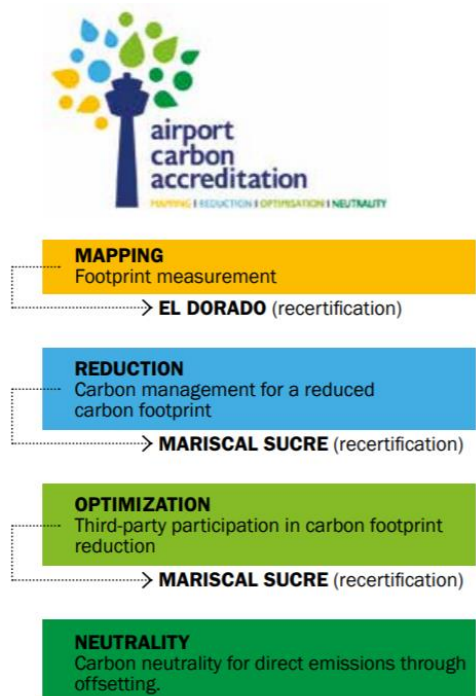 airport
carbon
accreditation
MAPPING I REDUCTION I OPTIMISATION I NEUTRALITY
MAPPING
Footprint measurement
EL DORADO (recertification)
REDUCTION
Carbon management for a reduced
carbon footprint
MARISCAL SUCRE (recertification)
OPTIMIZATION
Third-party participation in carbon footprint
reduction
MARISCAL SUCRE (recertification)
NEUTRALITY
Carbon neutrality for direct emissions through
offsetting.